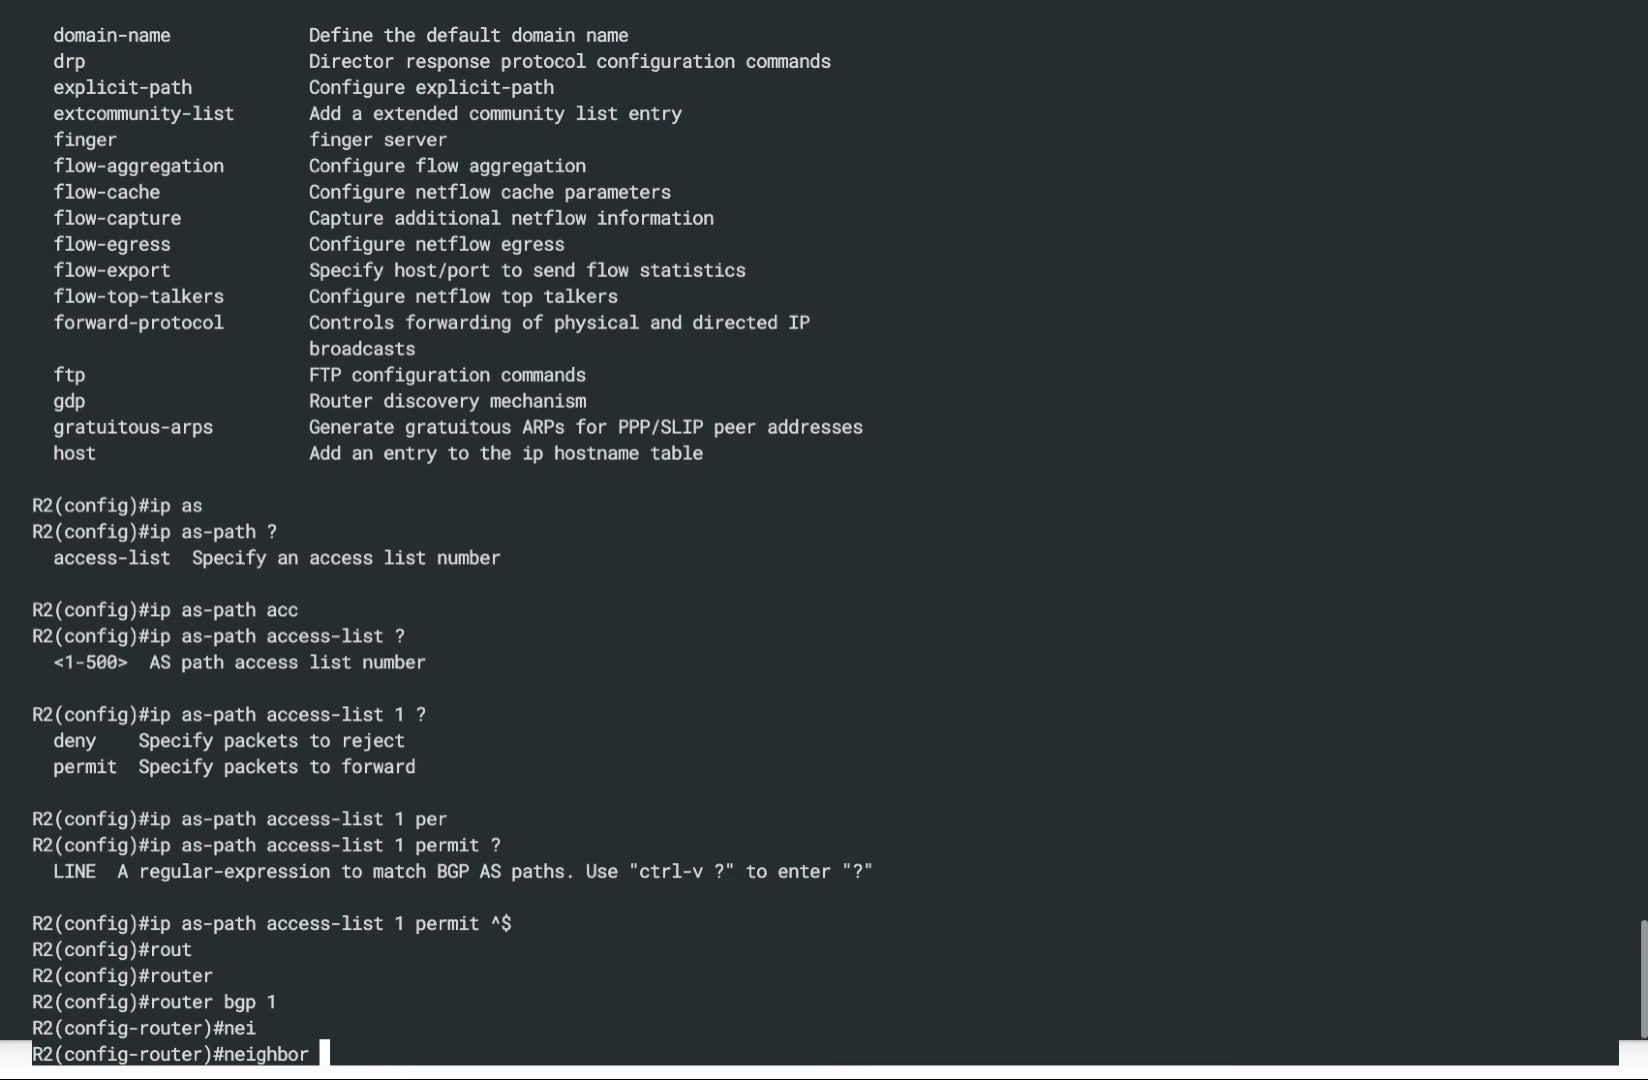 domain-name Define the default domain name
drp Director response protocol configuration commands
explicit-path Configure explicit-path
extcommunity-list Add a extended community list entry
finger finger server
flow-aggregation Configure flow aggregation
flow-cache Configure netflow cache parameters
flow-capture Capture additional netflow information
flow-egress Configure netflow egress
flow-export Specify host/port to send flow statistics
flow-top-talkers Configure netflow top talkers
forward-protocol Controls forwarding of physical and directed IP
broadcasts
ftp FTP configuration commands
gdp Router discovery mechanism
gratuitous-arps Generate gratuitous ARPs for PPP/SLIP peer addresses
host Add an entry to the ip hostname table
R2(config)#ip as
R2(config)#ip as-path ?
access-list Specify an access list number
R2(config)#ip as-path acc
R2(config)#ip as-path access-list ?
<1-500> AS path access list number
R2(config)#ip as-path access-list 1 ?
deny Specify packets to reject
permit Specify packets to forward
R2(config)#ip as-path access-list 1 per
R2(config)#ip as-path access-list 1 permit ?
LINE A regular-expression to match BGP AS paths. Use "ctrl-v ?" to enter "?"
R2(config)#ip as-path access-list 1 permit ^$
R2(config)#rout
R2(config)#router
R2(config)#router bgp 1
R2(config-router)#nei
R2(config-router)#neighbor